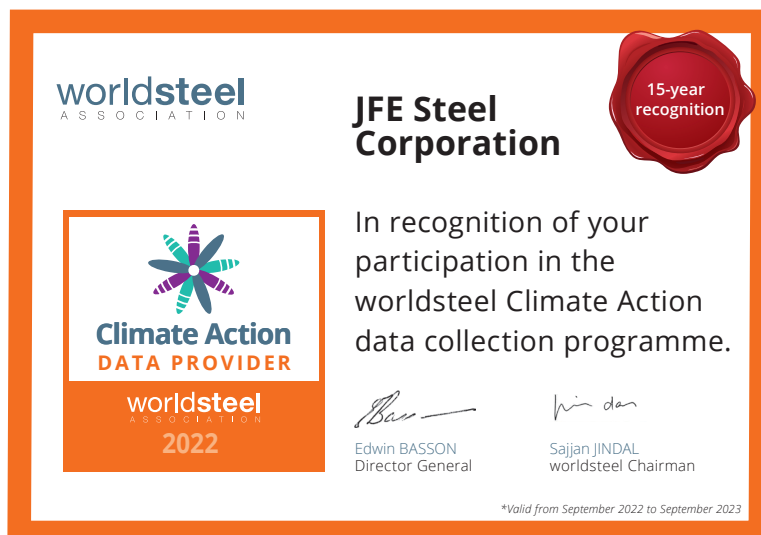 worldsteel
ASSOCIATION
JFE Steel
Corporation
15-year
recognition
In recognition of your
participation in the
worldsteel Climate Action
data collection programme.
Climate Action
DATA PROVIDER
worldsteel
ASSOCIATION
2022
Edwin BASSON
Director General
Sajjan JINDAL
worldsteel Chairman
*Valid from September 2022 to September 2023